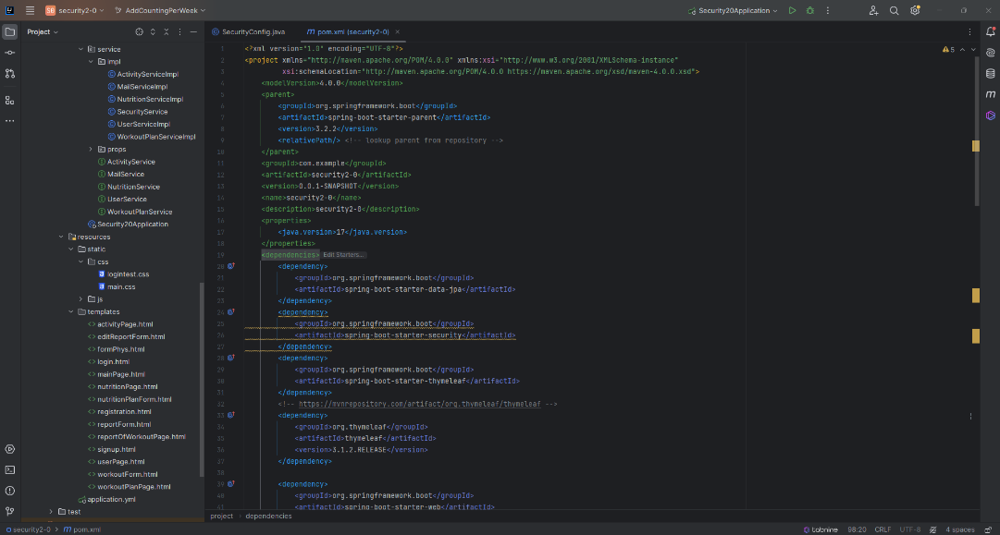 SG security2-0
AddCountingPerWeek
Security20Application
Project
SecurityConfig.java
pom.xml (security2-0)
service
impl
ActivityServiceImpl
MailServiceImpl
NutritionServiceImpl
SecurityService
UserServiceImpl
WorkoutPlanServiceImpl
props
ActivityService
MailService
NutritionService
UserService
WorkoutPlanService
Security20Application
resources
static
css
logintest.css
main.css
js
templates
activityPage.html
editReportForm.html
formPhys.html
login.html
mainPage.html
nutritionPage.html
nutritionPlanForm.html
registration.html
reportForm.html
reportOfWorkoutPage.html
signup.html
userPage.html
workoutForm.html
workoutPlanPage.html
application.yml
test
5
1 <?xml version="1.0" encoding="UTF-8"?>
2 <project xmlns="http://maven.apache.org/POM/4.0.0" xmlns:xsi="http://www.w3.org/2001/XMLSchema-instance"
3 xsi:schemaLocation="http://maven.apache.org/POM/4.0.0 https://maven.apache.org/xsd/maven-4.0.0.xsd">
4 <modelVersion>4.0.0</modelVersion>
5 <parent>
6 <groupId>org.springframework.boot</groupId>
7 <artifactId>spring-boot-starter-parent</artifactId>
8 <version>3.2.2</version>
9 <relativePath/> <!-- lookup parent from repository -->
10 </parent>
11 <groupId>com.example</groupId>
12 <artifactId>security2-0</artifactId>
13 <version>0.0.1-SNAPSHOT</version>
14 <name>security2-0</name>
15 <description>security2-0</description>
16 <properties>
17 <java.version>17</java.version>
18 </properties>
19 <dependencies> Edit Starters...
20 <dependency>
21 <groupId>org.springframework.boot</groupId>
22 <artifactId>spring-boot-starter-data-jpa</artifactId>
23 </dependency>
24 <dependency>
25 <groupId>org.springframework.boot</groupId>
26 <artifactId>spring-boot-starter-security</artifactId>
27 </dependency>
28 <dependency>
29 <groupId>org.springframework.boot</groupId>
30 <artifactId>spring-boot-starter-thymeleaf</artifactId>
31 </dependency>
32 <!-- https://mvnrepository.com/artifact/org.thymeleaf/thymeleaf -->
33 <dependency>
34 <groupId>org.thymeleaf</groupId>
35 <artifactId>thymeleaf</artifactId>
36 <version>3.1.2.RELEASE</version>
37 </dependency>
38
39 <dependency>
40 <groupId>org.springframework.boot</groupId>
41 <artifactId>spring-boot-starter-web</artifactId>
project > dependencies
security2-0 > pom.xml
tabnine 98:20 CRLF UTF-8 4 spaces